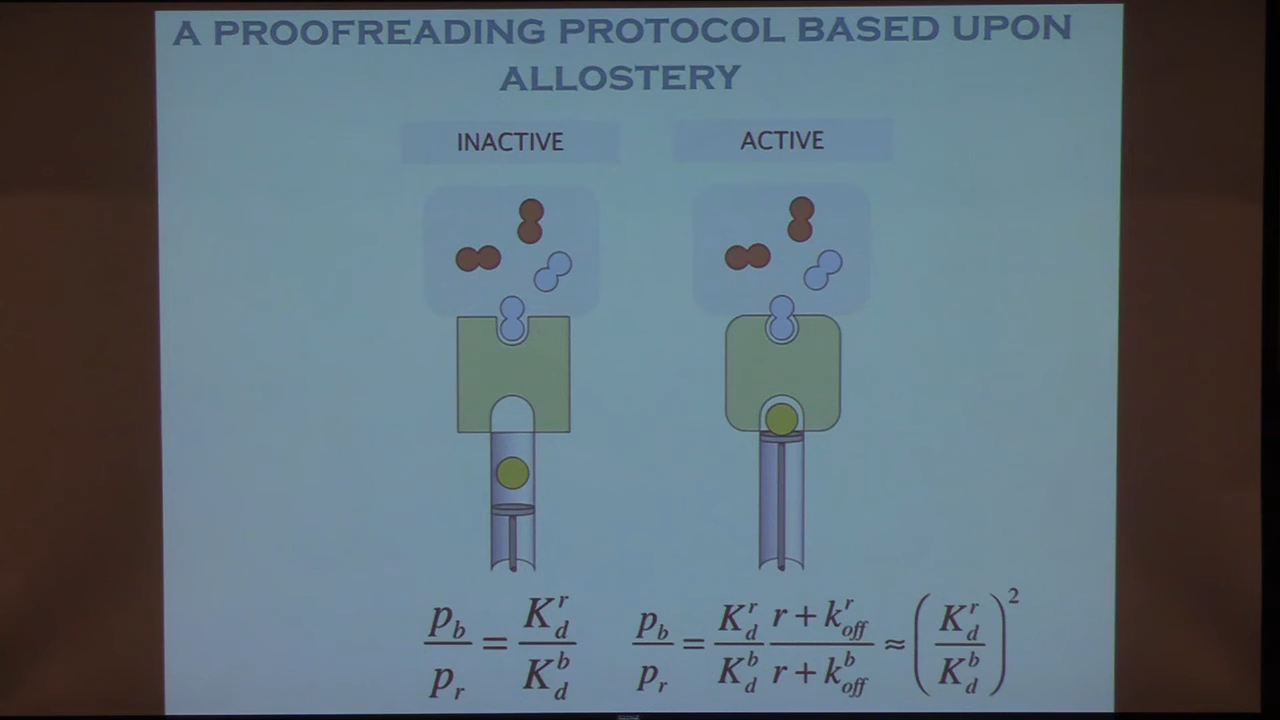 A PROOFREADING PROTOCOL BASED UPON
ALLOSTERY
INACTIVE
ACTIVE
p_b / p_r = K_d^r / K_d^b
p_b / p_r = (K_d^r / K_d^b) (r + k_off^r) / (r + k_off^b) ≈ (K_d^r / K_d^b)^2